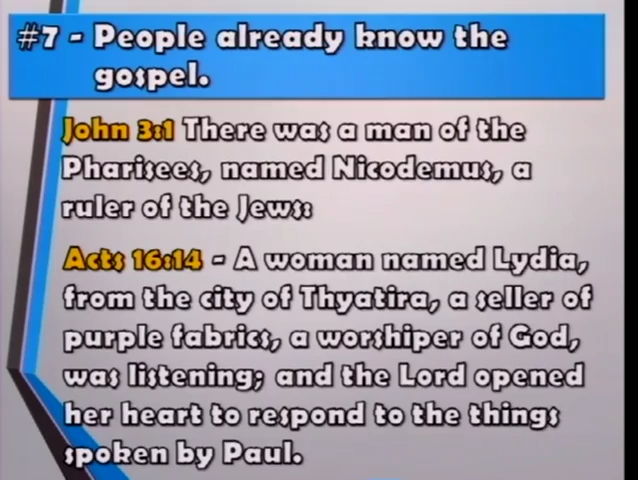 #7 - People already know the
gospel.
John 3:1 There was a man of the
Pharisees, named Nicodemus, a
ruler of the Jews:
Acts 16:14 - A woman named Lydia,
from the city of Thyatira, a seller of
purple fabrics, a worshiper of God,
was listening; and the Lord opened
her heart to respond to the things
spoken by Paul.